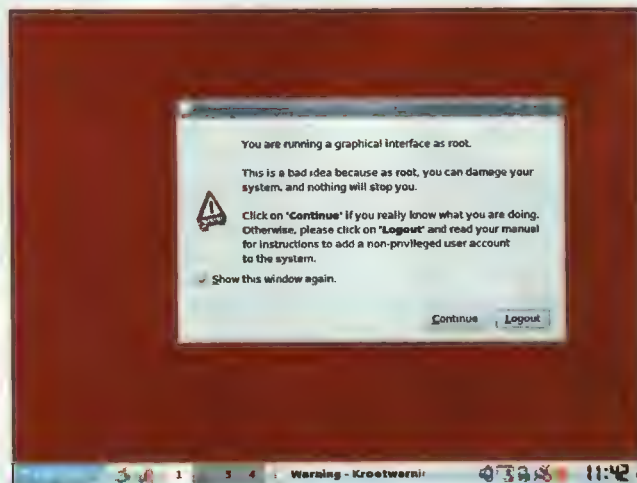 You are running a graphical interface as root.
This is a bad idea because as root, you can damage your
system, and nothing will stop you.
Click on 'Continue' if you really know what you are doing.
Otherwise, please click on 'Logout' and read your manual
for instructions to add a non-privileged user account
to the system.
Show this window again.
Continue Logout
1 3 4 Warning - Krootwarnin 11:42